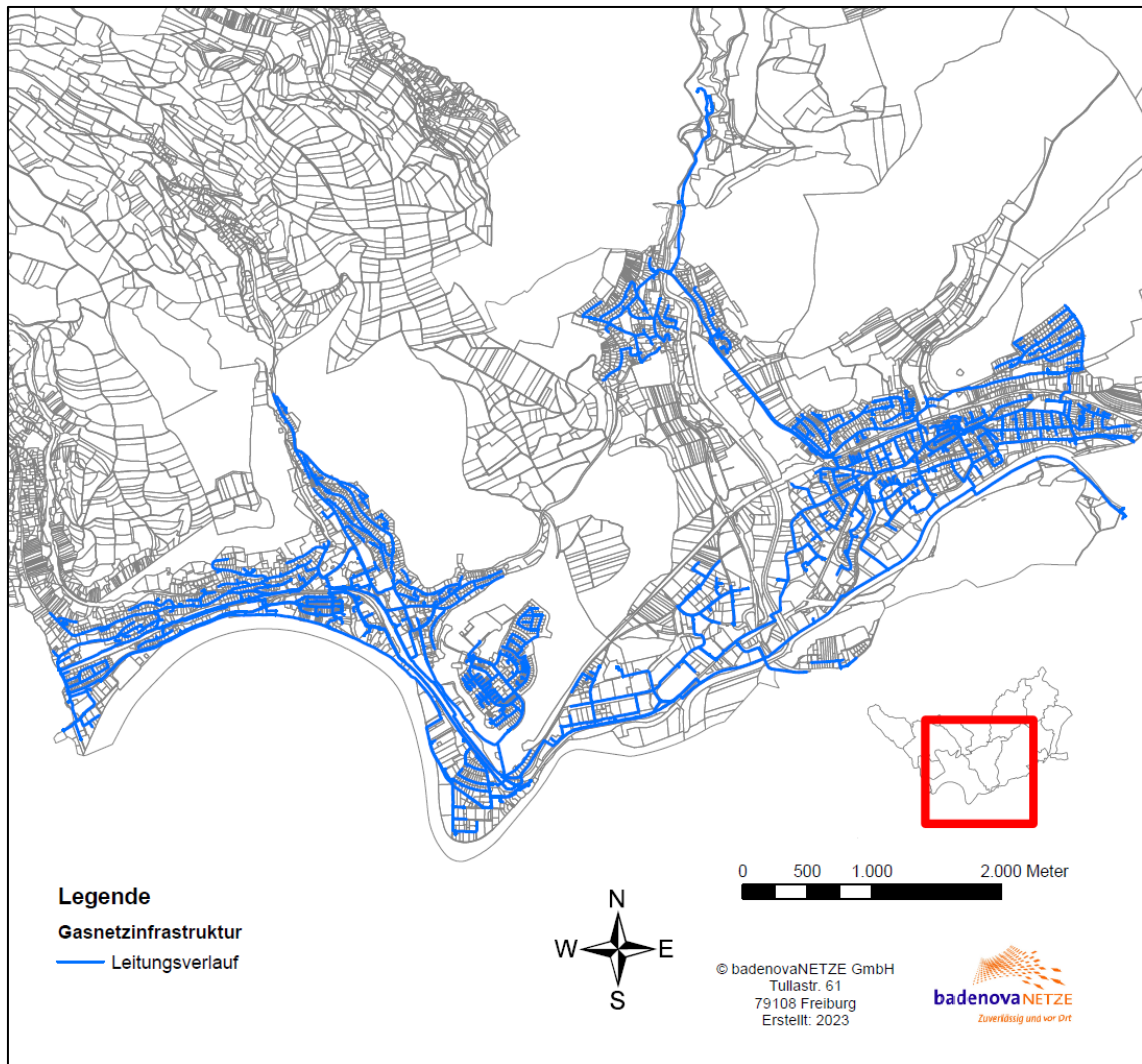 0 500 1.000 2.000 Meter
Legende
Gasnetzinfrastruktur
Leitungsverlauf
N
W E
S
© badenovaNETZE GmbH
Tullastr. 61
79108 Freiburg
Erstellt: 2023
badenovaNETZE
Zuverlässig und vor Ort